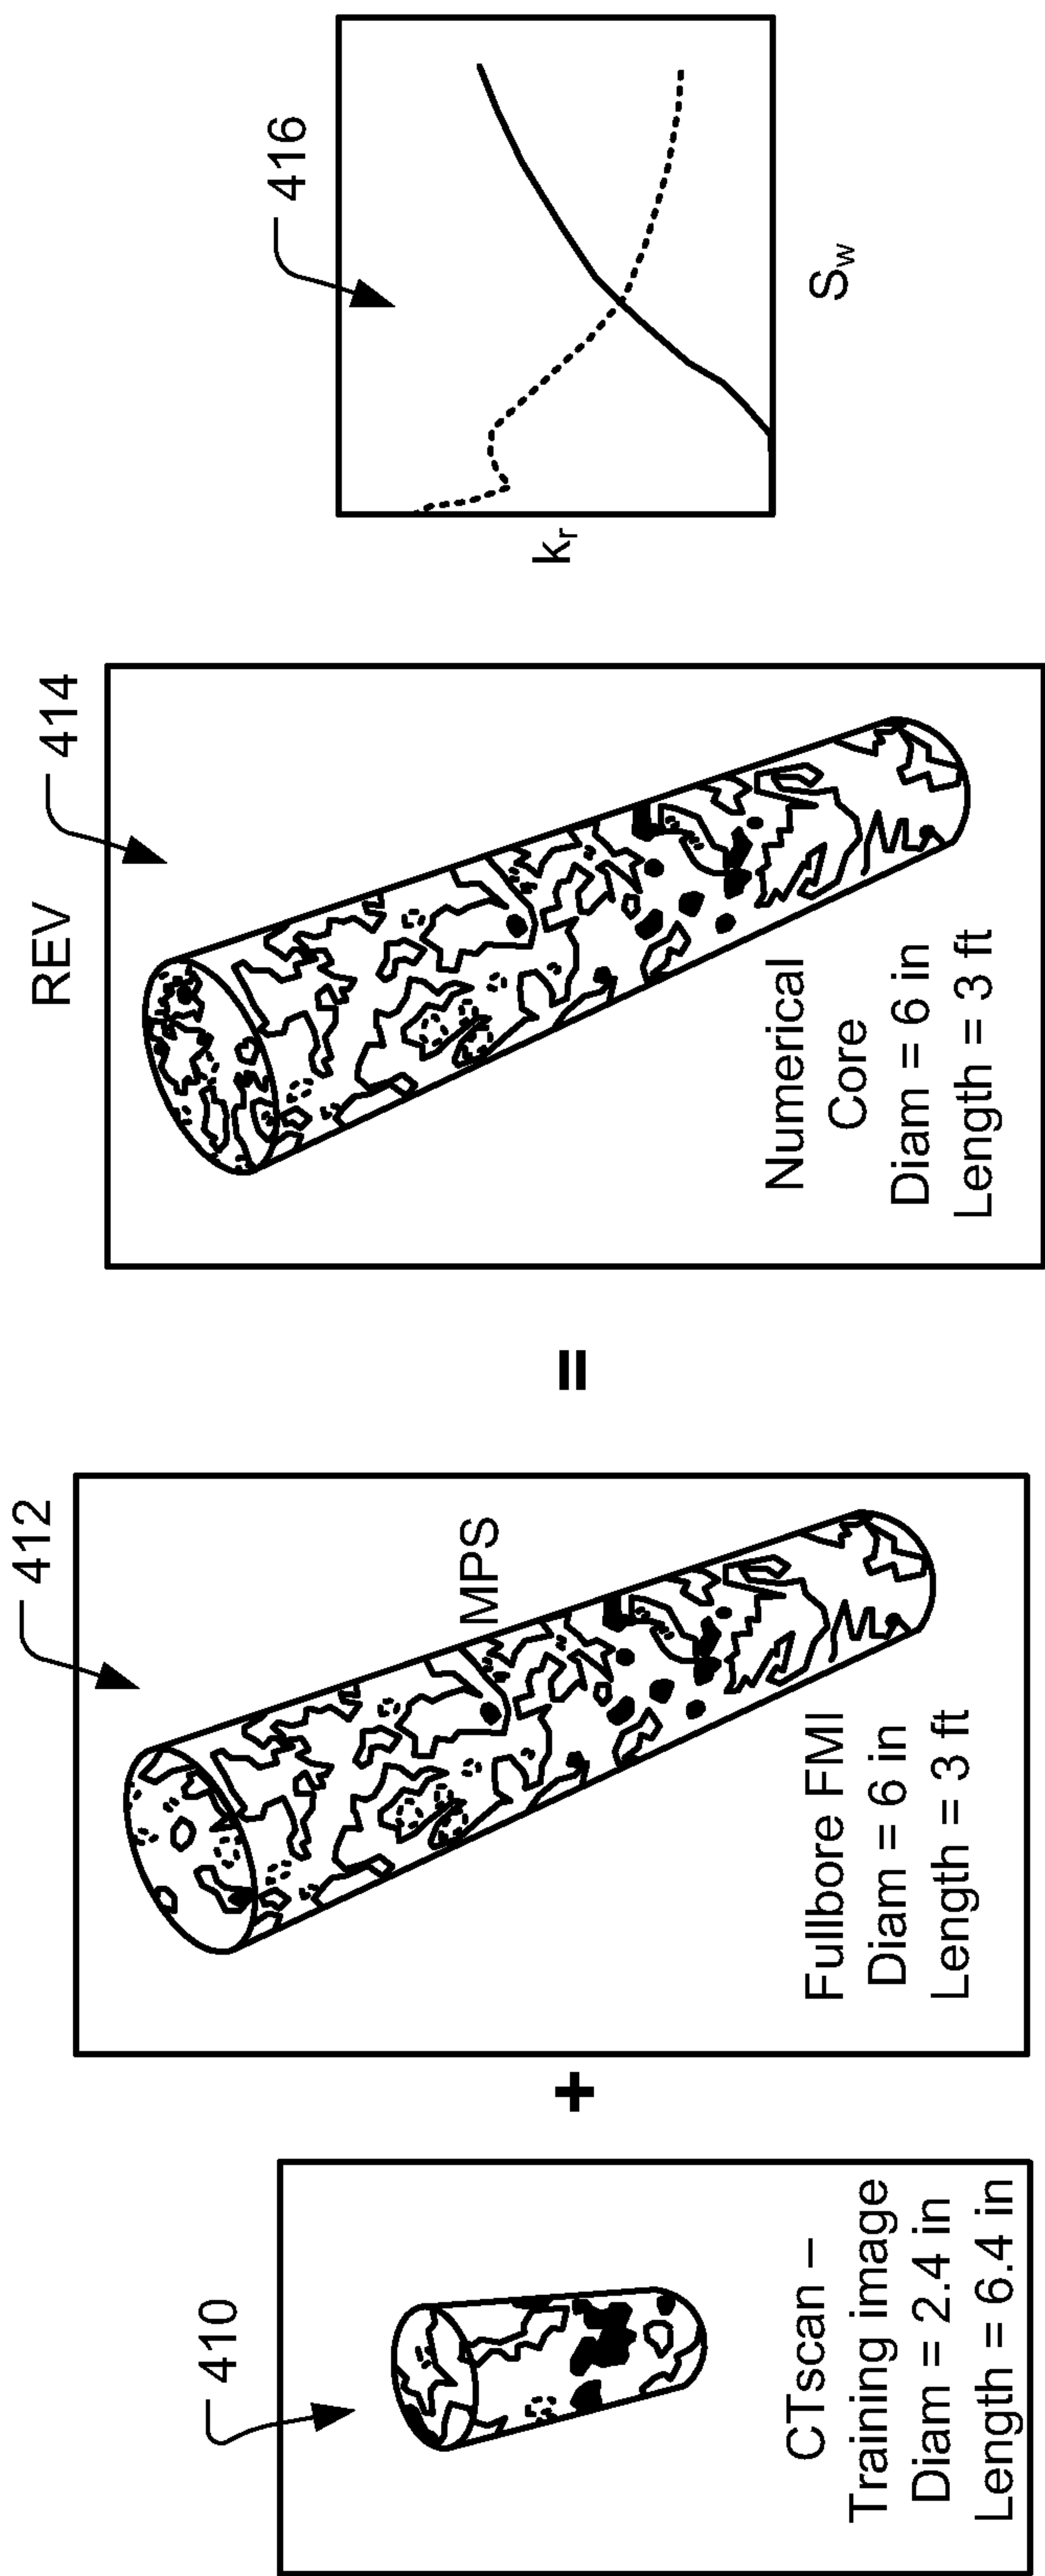 410
CTscan –
Training image
Diam = 2.4 in
Length = 6.4 in
+
412
MPS
Fullbore FMI
Diam = 6 in
Length = 3 ft
=
REV
414
Numerical
Core
Diam = 6 in
Length = 3 ft
416
kr
Sw